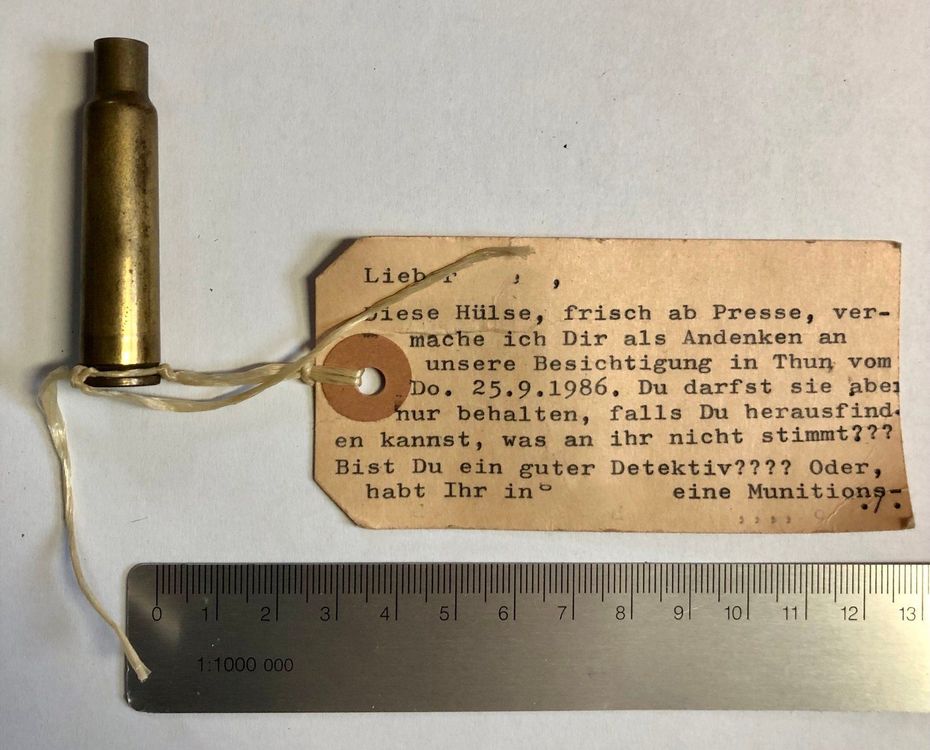 Lieber , ,
Diese Hülse, frisch ab Presse, ver-
mache ich Dir als Andenken an
unsere Besichtigung in Thun vom
Do. 25.9.1986. Du darfst sie aber
nur behalten, falls Du herausfind-
en kannst, was an ihr nicht stimmt???
Bist Du ein guter Detektiv???? Oder,
habt Ihr in eine Munitions-
./.
0 1 2 3 4 5 6 7 8 9 10 11 12 13
1:1000 000